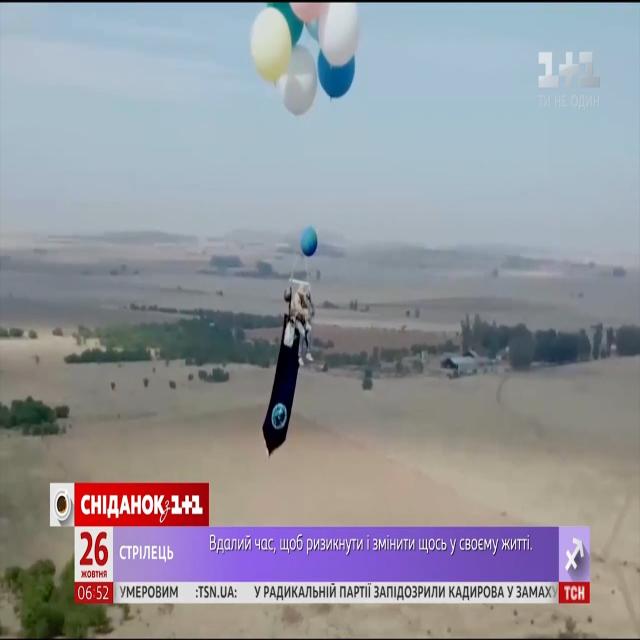 1+1
ТИ НЕ ОДИН
СНІДАНОК З 1+1
26
ЖОВТНЯ
СТРІЛЕЦЬ
Вдалий час, щоб ризикнути і змінити щось у своєму житті.
06:52
УМЕРОВИМ :TSN.UA: У РАДИКАЛЬНІЙ ПАРТІЇ ЗАПІДОЗРИЛИ КАДИРОВА У ЗАМАХУ
ТСН